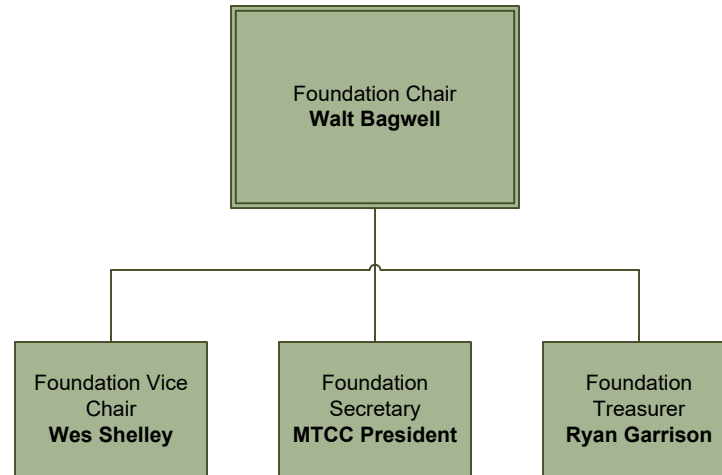 Foundation Chair
Walt Bagwell
Foundation Vice
Chair
Wes Shelley
Foundation
Secretary
MTCC President
Foundation
Treasurer
Ryan Garrison